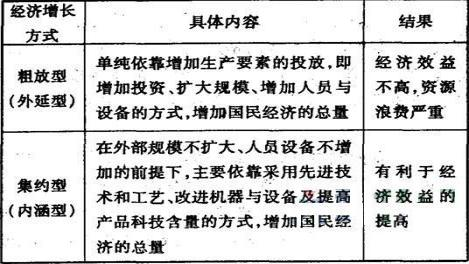 经济增长
方式
具体内容
结果
粗放型
(外延型)
单纯依靠增加生产要素的投放,即
增加投资、扩大规模、增加人员与
设备的方式,增加国民经济的总量
经济效益
不高,资源
浪费严重
集约型
(内涵型)
在外部规模不扩大、人员设备不增
加的前提下,主要依靠采用先进技
术和工艺、改进机器与设备及提高
产品科技含量的方式,增加国民经
济的总量
有利于经
济效益的
提高